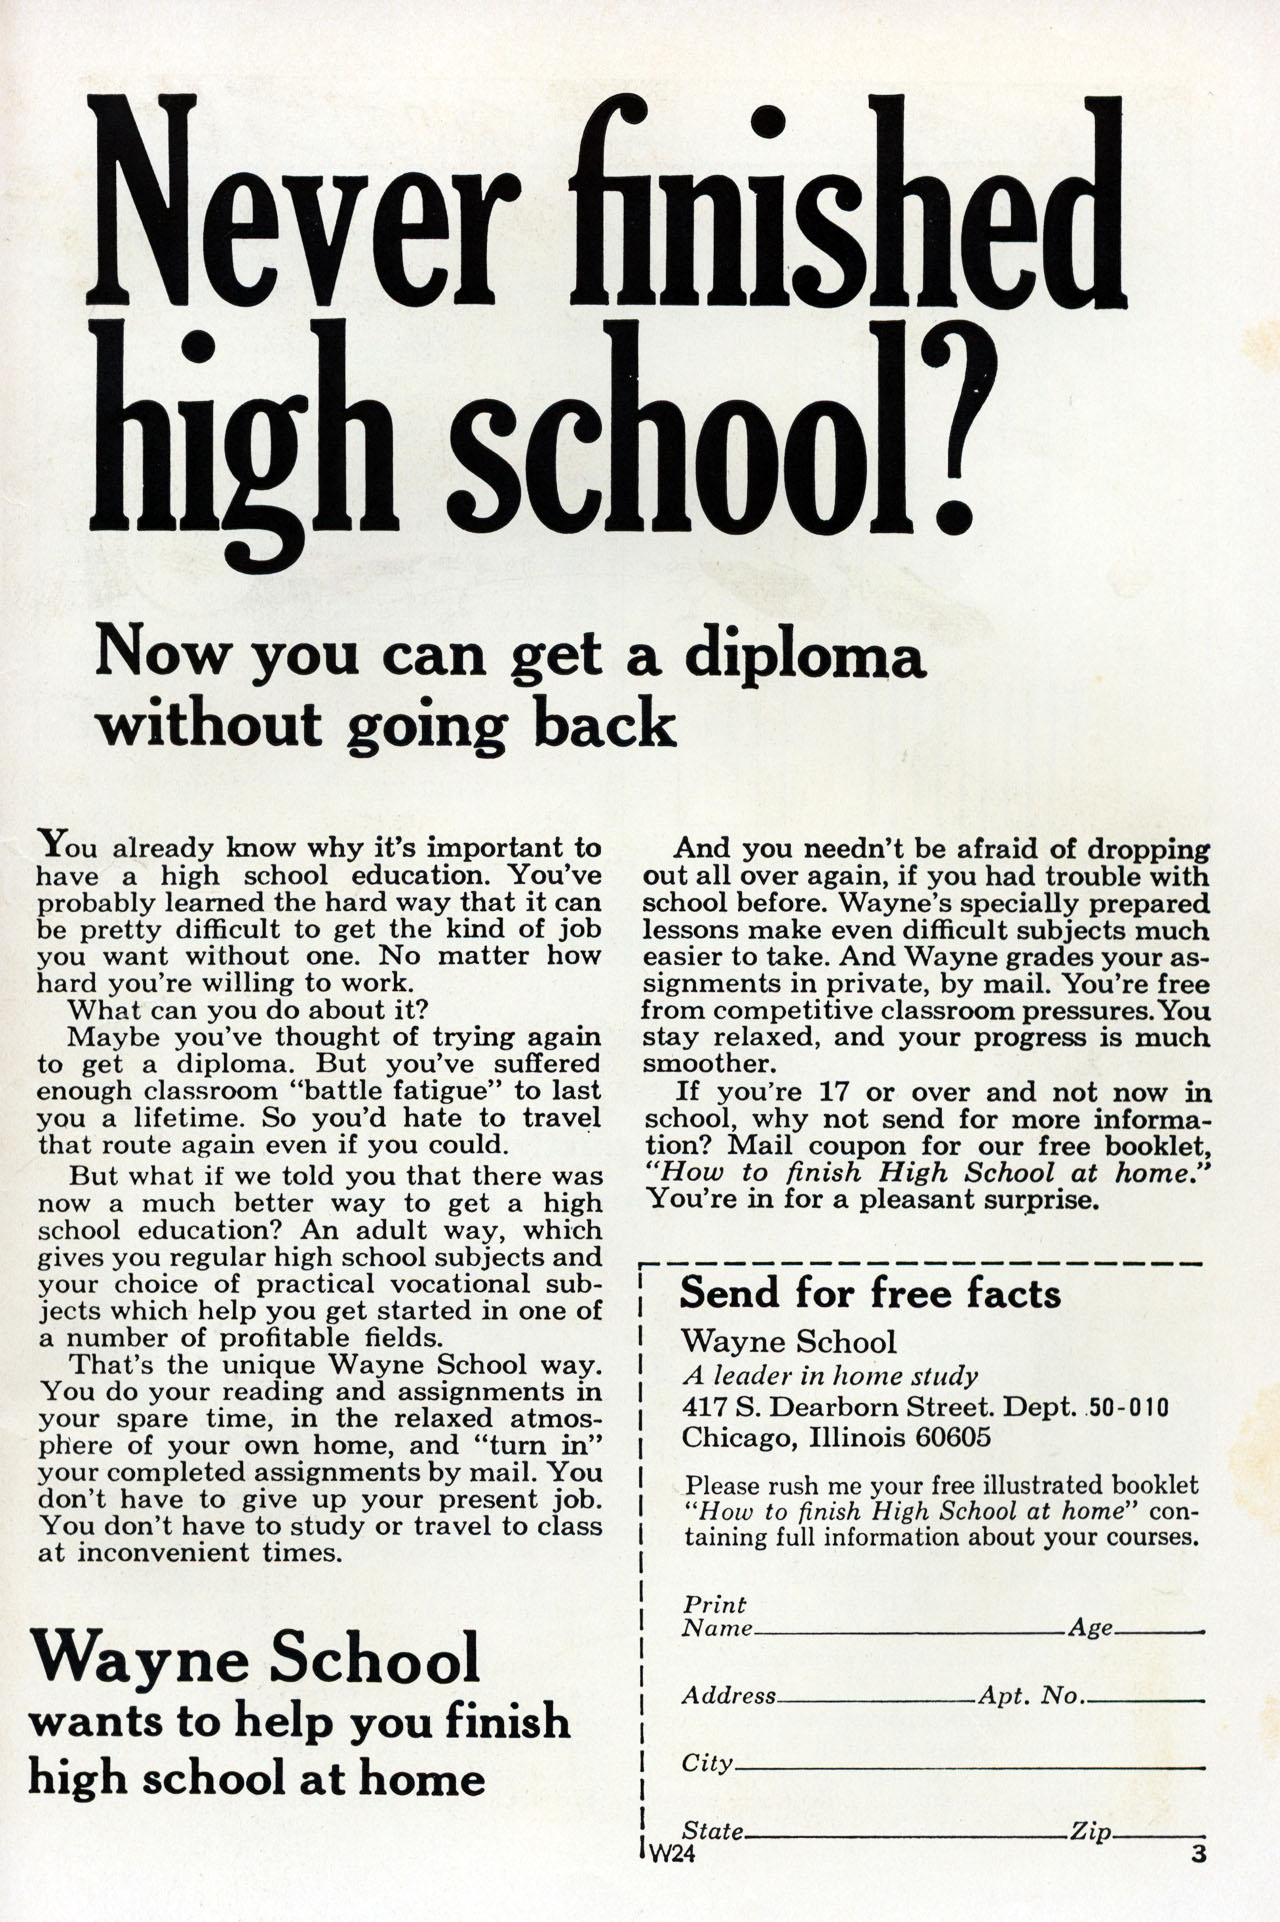 Never finished
high school?
Now you can get a diploma
without going back
You already know why it's important to
have a high school education. You've
probably learned the hard way that it can
be pretty difficult to get the kind of job
you want without one. No matter how
hard you're willing to work.
What can you do about it?
Maybe you've thought of trying again
to get a diploma. But you've suffered
enough classroom "battle fatigue" to last
you a lifetime. So you'd hate to travel
that route again even if you could.
But what if we told you that there was
now a much better way to get a high
school education? An adult way, which
gives you regular high school subjects and
your choice of practical vocational sub-
jects which help you get started in one of
a number of profitable fields.
That's the unique Wayne School way.
You do your reading and assignments in
your spare time, in the relaxed atmos-
phere of your own home, and "turn in"
your completed assignments by mail. You
don't have to give up your present job.
You don't have to study or travel to class
at inconvenient times.
Wayne School
wants to help you finish
high school at home
And you needn't be afraid of dropping
out all over again, if you had trouble with
school before. Wayne's specially prepared
lessons make even difficult subjects much
easier to take. And Wayne grades your as-
signments in private, by mail. You're free
from competitive classroom pressures. You
stay relaxed, and your progress is much
smoother.
If you're 17 or over and not now in
school, why not send for more informa-
tion? Mail coupon for our free booklet,
"How to finish High School at home."
You're in for a pleasant surprise.
Send for free facts
Wayne School
A leader in home study
417 S. Dearborn Street. Dept. 50-010
Chicago, Illinois 60605
Please rush me your free illustrated booklet
"How to finish High School at home" con-
taining full information about your courses.
Print
Name Age
Address Apt. No.
City
State Zip
W24 3